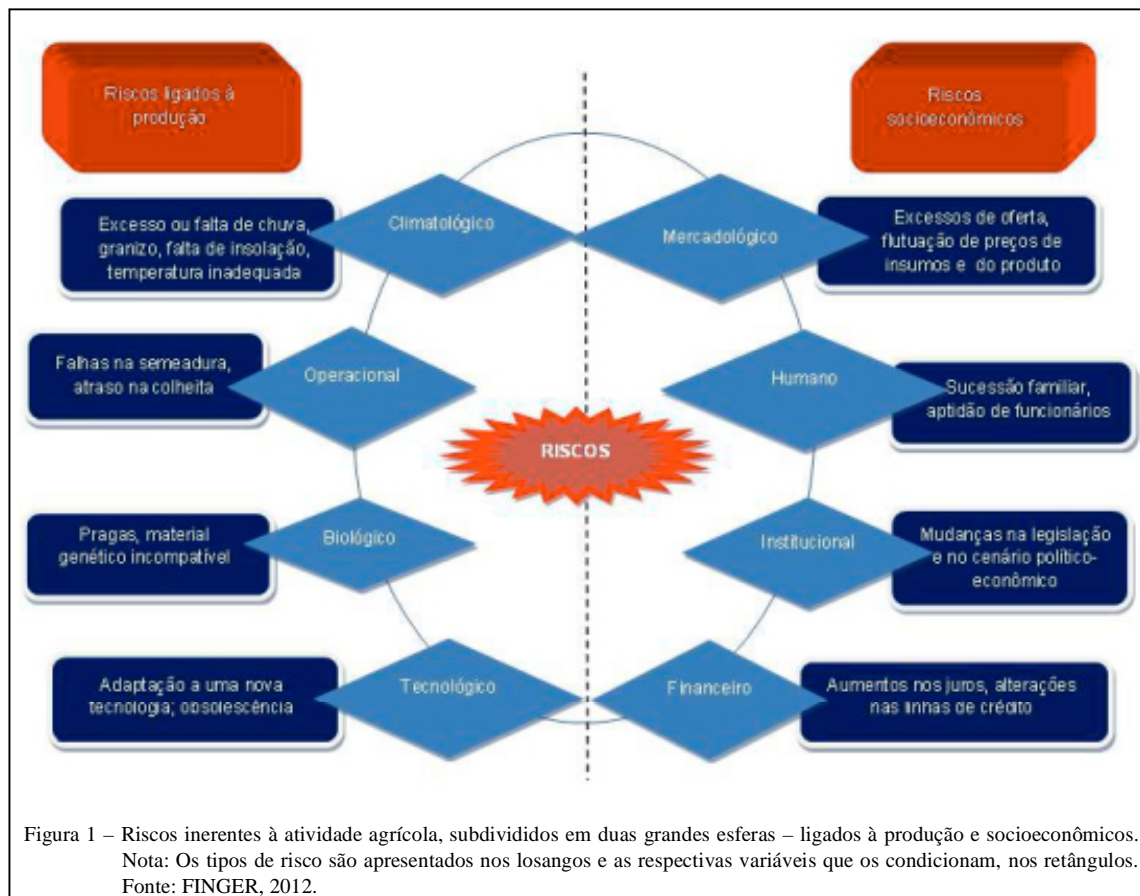 Riscos ligados à
produção
Riscos
socioeconômicos
Climatológico
Excesso ou falta de chuva,
granizo, falta de insolação,
temperatura inadequada
Mercadológico
Excessos de oferta,
flutuação de preços de
insumos e do produto
Falhas na semeadura,
atraso na colheita
Operacional
Humano
Sucessão familiar,
aptidão de funcionários
RISCOS
Pragas, material
genético incompatível
Biológico
Institucional
Mudanças na legislação
e no cenário político-
econômico
Adaptação a uma nova
tecnologia; obsolescência
Tecnológico
Financeiro
Aumentos nos juros, alterações
nas linhas de crédito
Figura 1 – Riscos inerentes à atividade agrícola, subdivididos em duas grandes esferas – ligados à produção e socioeconômicos.
Nota: Os tipos de risco são apresentados nos losangos e as respectivas variáveis que os condicionam, nos retângulos.
Fonte: FINGER, 2012.